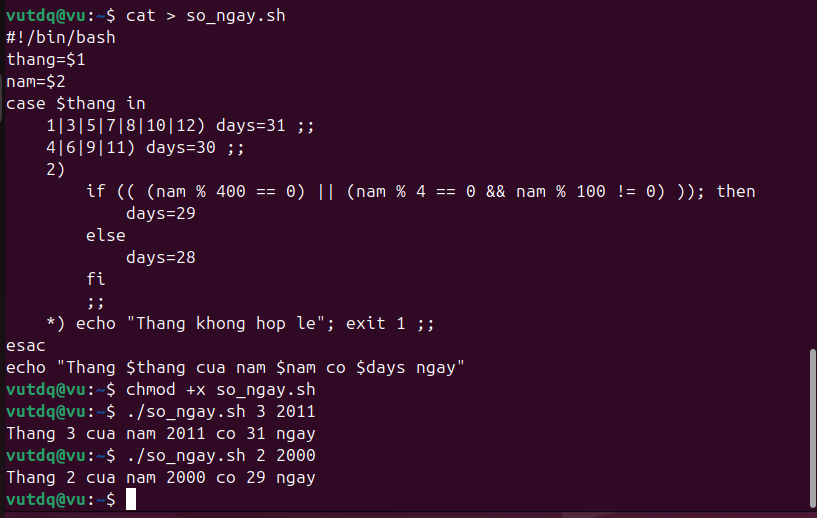 vutdq@vu:~$ cat > so_ngay.sh
#!/bin/bash
thang=$1
nam=$2
case $thang in
    1|3|5|7|8|10|12) days=31 ;;
    4|6|9|11) days=30 ;;
    2)
        if (( (nam % 400 == 0) || (nam % 4 == 0 && nam % 100 != 0) )); then
            days=29
        else
            days=28
        fi
        ;;
    *) echo "Thang khong hop le"; exit 1 ;;
esac
echo "Thang $thang cua nam $nam co $days ngay"
vutdq@vu:~$ chmod +x so_ngay.sh
vutdq@vu:~$ ./so_ngay.sh 3 2011
Thang 3 cua nam 2011 co 31 ngay
vutdq@vu:~$ ./so_ngay.sh 2 2000
Thang 2 cua nam 2000 co 29 ngay
vutdq@vu:~$